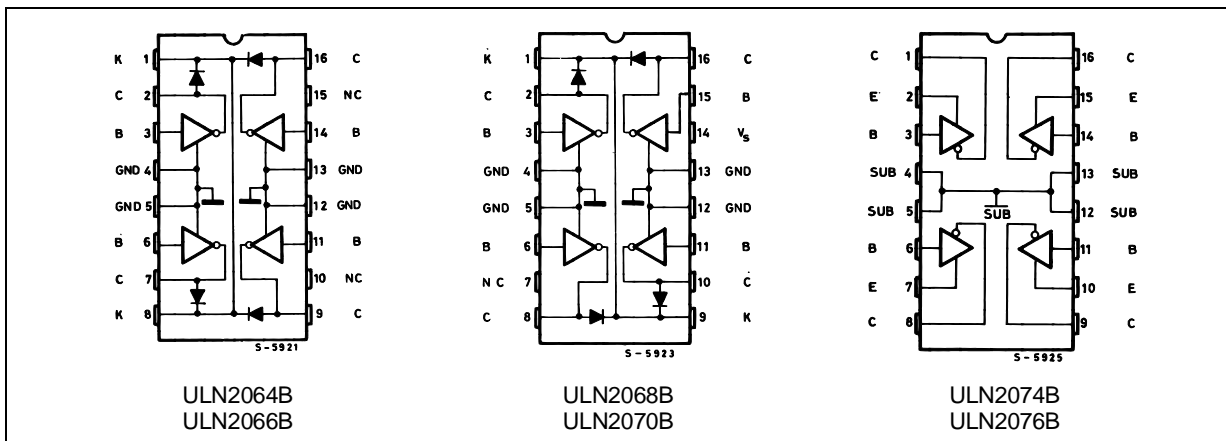 K 1 16 C
C 2 15 NC
B 3 14 B
GND 4 13 GND
GND 5 12 GND
B 6 11 B
C 7 10 NC
K 8 9 C
S-5921
ULN2064B
ULN2066B
K 1 16 C
C 2 15 B
B 3 14 VS
GND 4 13 GND
GND 5 12 GND
B 6 11 B
NC 7 10 C
C 8 9 K
S-5923
ULN2068B
ULN2070B
C 1 16 C
E 2 15 E
B 3 14 B
SUB 4 13 SUB
SUB
SUB 5 12 SUB
B 6 11 B
E 7 10 E
C 8 9 C
S-5925
ULN2074B
ULN2076B